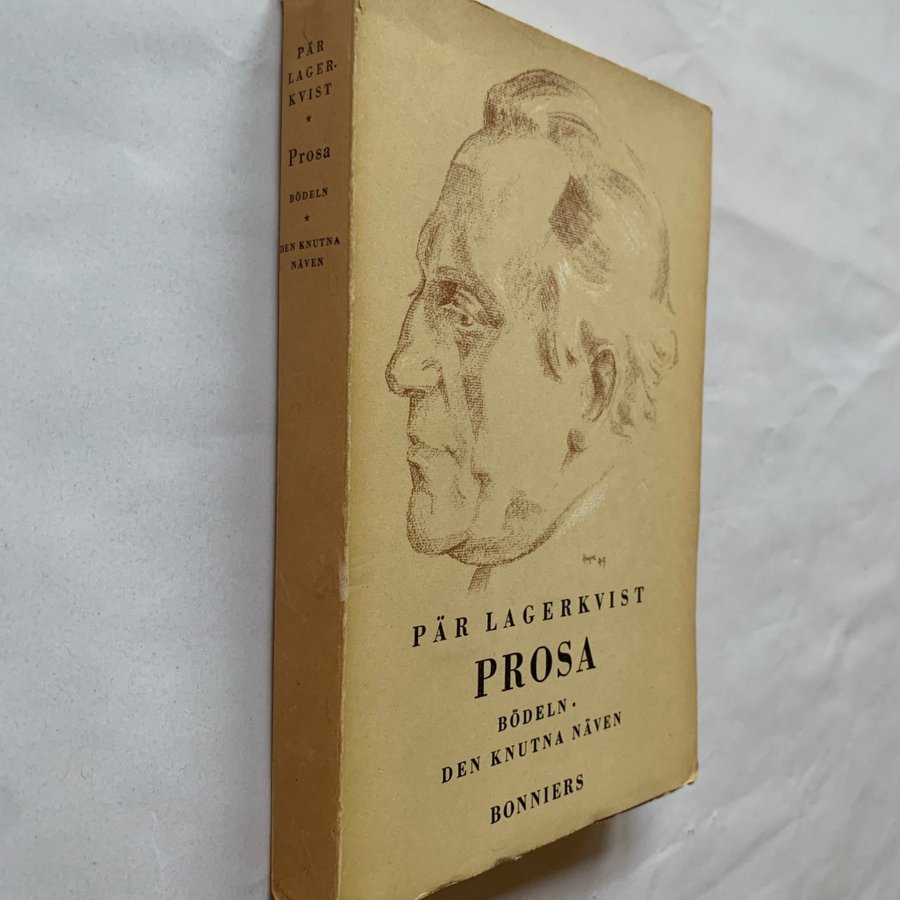 PÄR
LAGER-
KVIST
*
Prosa
BÖDELN
*
DEN KNUTNA
NÄVEN
PÄR LAGERKVIST
PROSA
BÖDELN •
DEN KNUTNA NÄVEN
BONNIERS